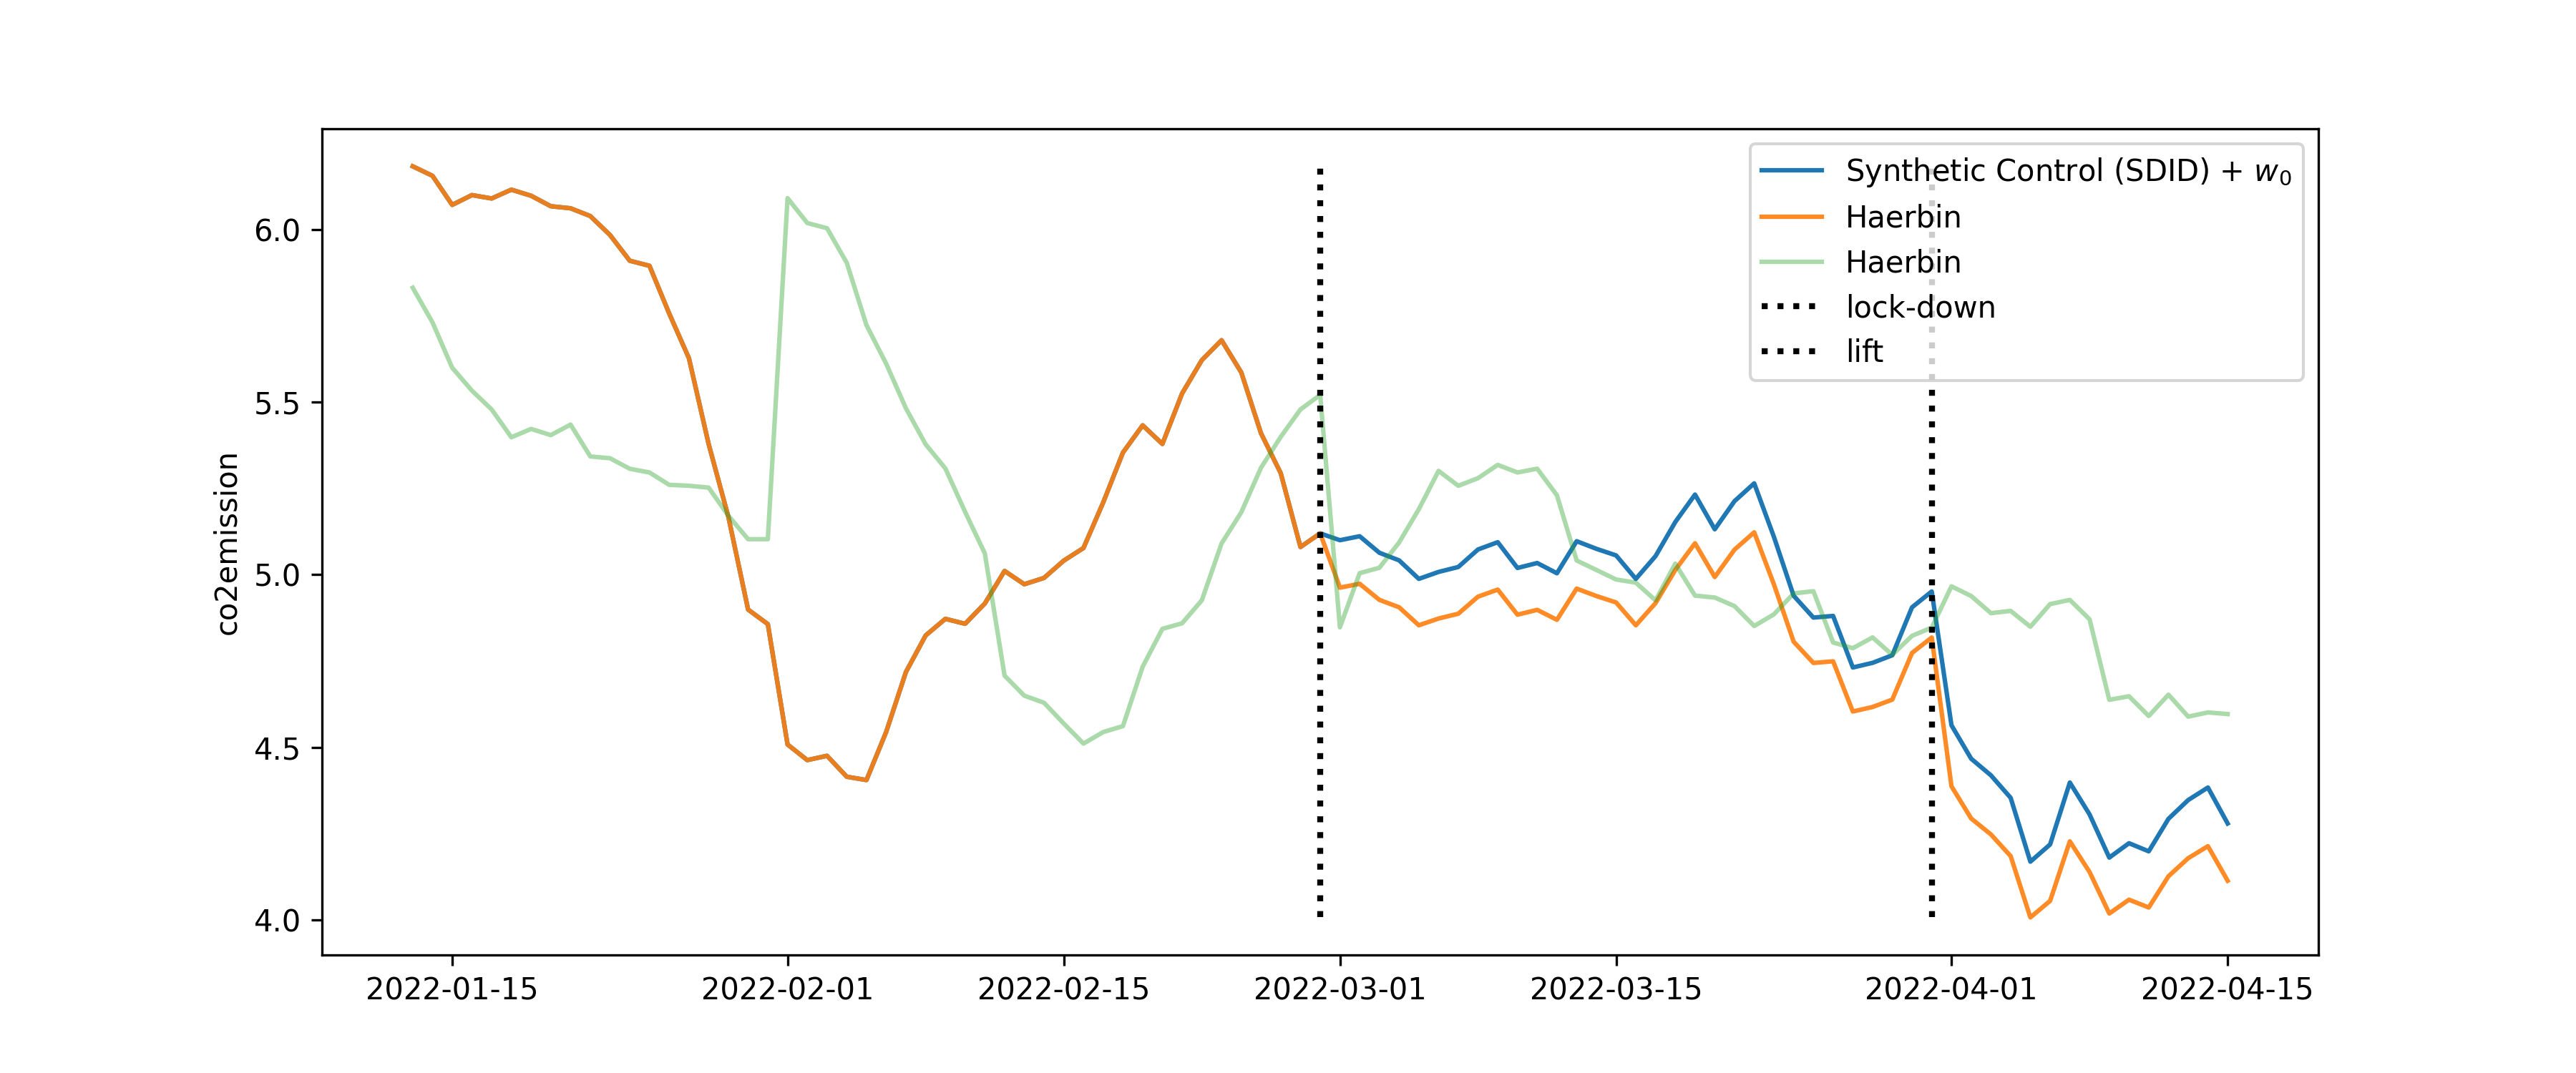 Synthetic Control (SDID) + w₀
Haerbin
Haerbin
lock-down
lift
co2emission
6.0
5.5
5.0
4.5
4.0
2022-01-15
2022-02-01
2022-02-15
2022-03-01
2022-03-15
2022-04-01
2022-04-15